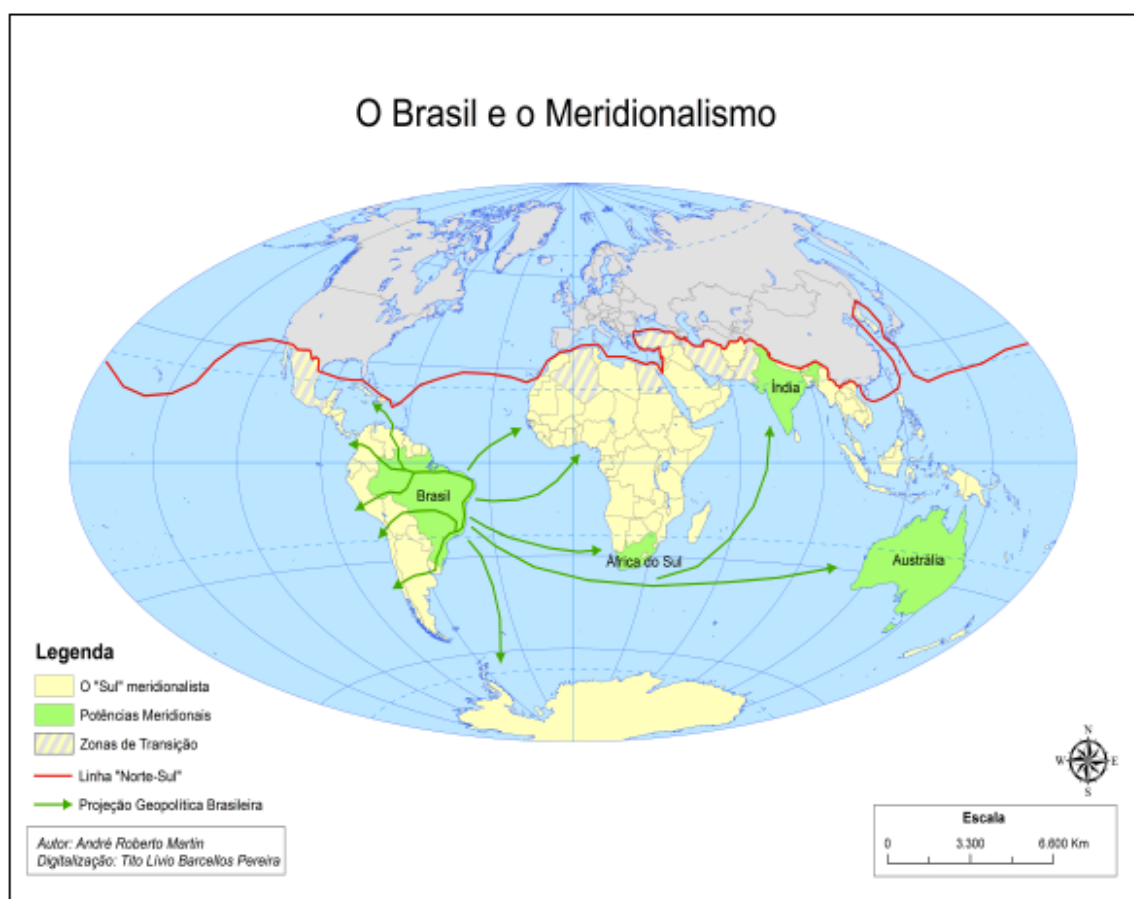 O Brasil e o Meridionalismo
Índia
Brasil
África do Sul
Austrália
Legenda
O "Sul" meridionalista
Potências Meridionais
Zonas de Transição
Linha "Norte-Sul"
Projeção Geopolítica Brasileira
Autor: André Roberto Martin
Digitalização: Tito Lívio Barcellos Pereira
N
W
E
S
Escala
0 3.300 6.600 Km